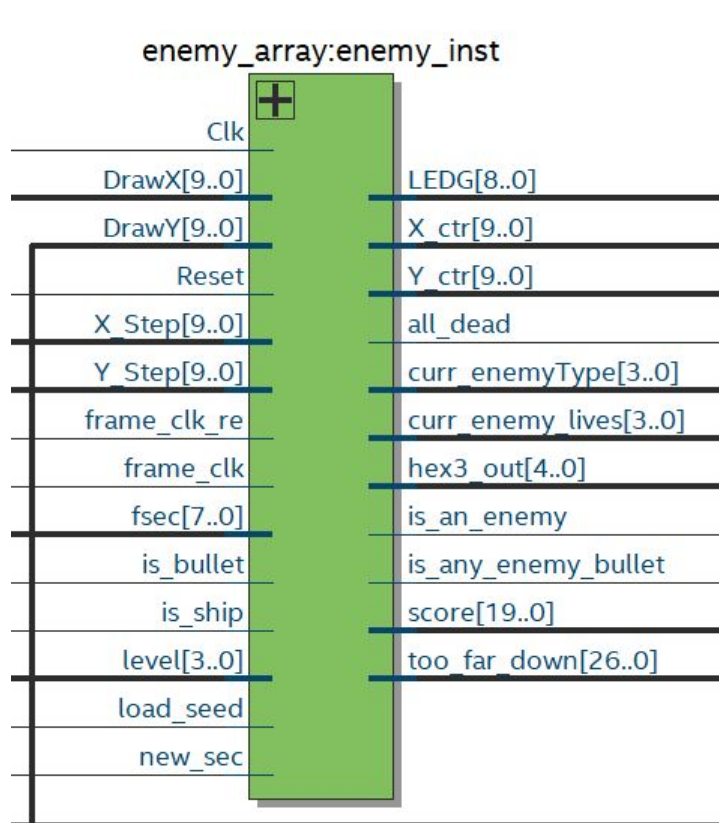 enemy_array:enemy_inst
Clk
DrawX[9..0]
DrawY[9..0]
Reset
X_Step[9..0]
Y_Step[9..0]
frame_clk_re
frame_clk
fsec[7..0]
is_bullet
is_ship
level[3..0]
load_seed
new_sec
LEDG[8..0]
X_ctr[9..0]
Y_ctr[9..0]
all_dead
curr_enemyType[3..0]
curr_enemy_lives[3..0]
hex3_out[4..0]
is_an_enemy
is_any_enemy_bullet
score[19..0]
too_far_down[26..0]